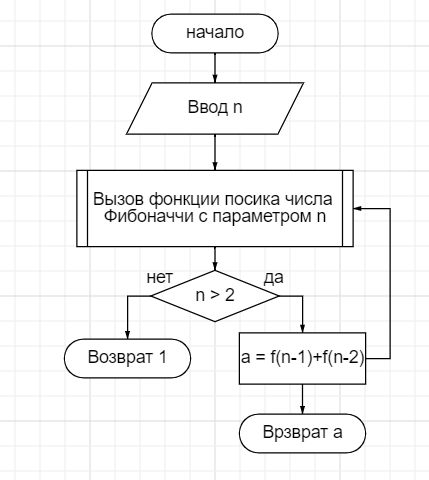 начало
Ввод n
Вызов фонкции посика числа
Фибоначчи с параметром n
нет
да
n > 2
Возврат 1
a = f(n-1)+f(n-2)
Врзврат a